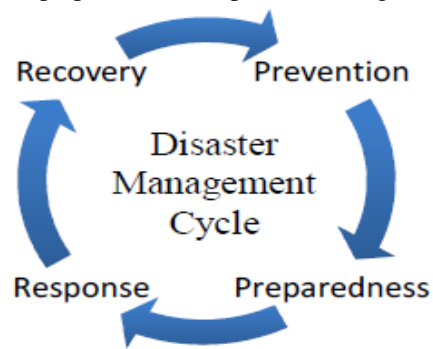 Recovery
Prevention
Disaster
Management
Cycle
Response
Preparedness